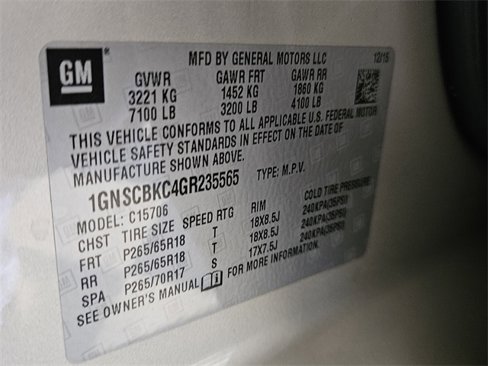 GM
MFD BY GENERAL MOTORS LLC 12/15
GVWR GAWR FRT GAWR RR
3221 KG 1452 KG 1860 KG
7100 LB 3200 LB 4100 LB
THIS VEHICLE CONFORMS TO ALL APPLICABLE U.S. FEDERAL MOTOR
VEHICLE SAFETY STANDARDS IN EFFECT ON THE DATE OF
MANUFACTURE SHOWN ABOVE.
1GNSCBKC4GR235565 TYPE: M.P.V.
MODEL: C15706
CHST TIRE SIZE SPEED RTG RIM COLD TIRE PRESSURE
FRT P265/65R18 T 18X8.5J 240KPA(35PSI)
RR P265/65R18 T 18X8.5J 240KPA(35PSI)
SPA P265/70R17 S 17X7.5J 240KPA(35PSI)
SEE OWNER'S MANUAL FOR MORE INFORMATION.